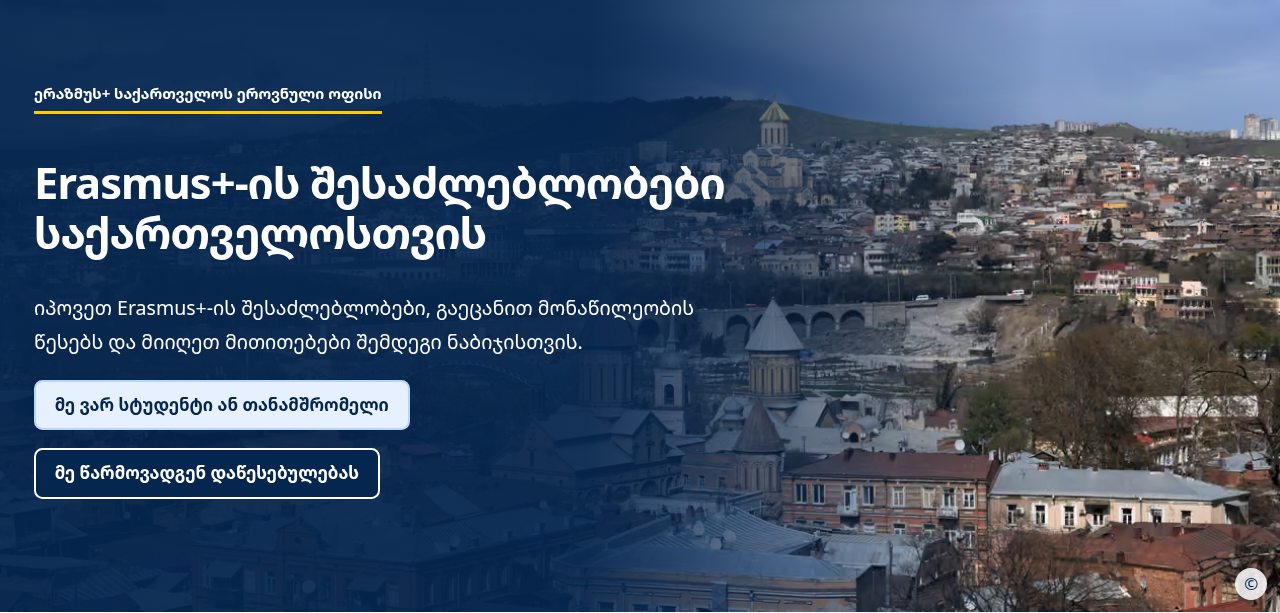 ერაზმუს+ საქართველოს ეროვნული ოფისი
Erasmus+-ის შესაძლებლობები
საქართველოსთვის
იპოვეთ Erasmus+-ის შესაძლებლობები, გაეცანით მონაწილეობის
წესებს და მიიღეთ მითითებები შემდეგი ნაბიჯისთვის.
მე ვარ სტუდენტი ან თანამშრომელი
მე წარმოვადგენ დაწესებულებას
©